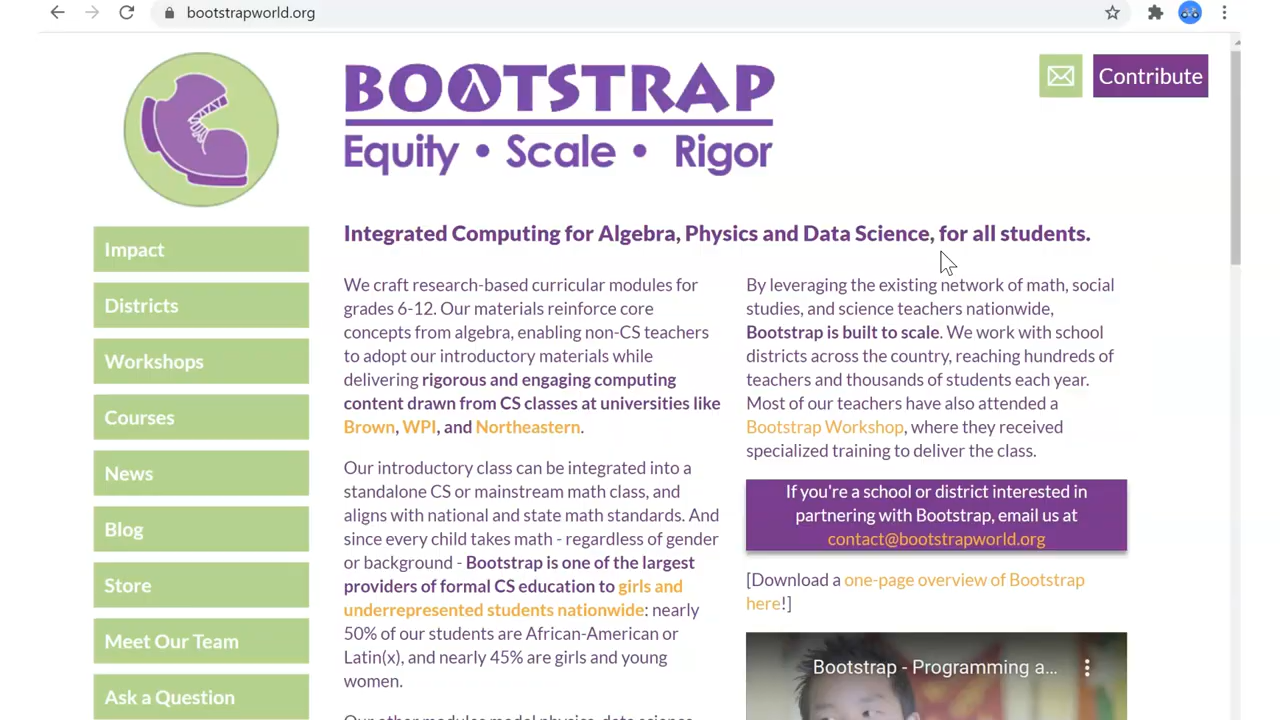 bootstrapworld.org
BOOTSTRAP
Equity • Scale • Rigor
Contribute
Impact
Districts
Workshops
Courses
News
Blog
Store
Meet Our Team
Ask a Question
Integrated Computing for Algebra, Physics and Data Science, for all students.
We craft research-based curricular modules for
grades 6-12. Our materials reinforce core
concepts from algebra, enabling non-CS teachers
to adopt our introductory materials while
delivering rigorous and engaging computing
content drawn from CS classes at universities like
Brown, WPI, and Northeastern.
Our introductory class can be integrated into a
standalone CS or mainstream math class, and
aligns with national and state math standards. And
since every child takes math - regardless of gender
or background - Bootstrap is one of the largest
providers of formal CS education to girls and
underrepresented students nationwide: nearly
50% of our students are African-American or
Latin(x), and nearly 45% are girls and young
women.
Our other modules model physics, data science
By leveraging the existing network of math, social
studies, and science teachers nationwide,
Bootstrap is built to scale. We work with school
districts across the country, reaching hundreds of
teachers and thousands of students each year.
Most of our teachers have also attended a
Bootstrap Workshop, where they received
specialized training to deliver the class.
If you're a school or district interested in
partnering with Bootstrap, email us at
contact@bootstrapworld.org
[Download a one-page overview of Bootstrap
here!]
Bootstrap - Programming a...